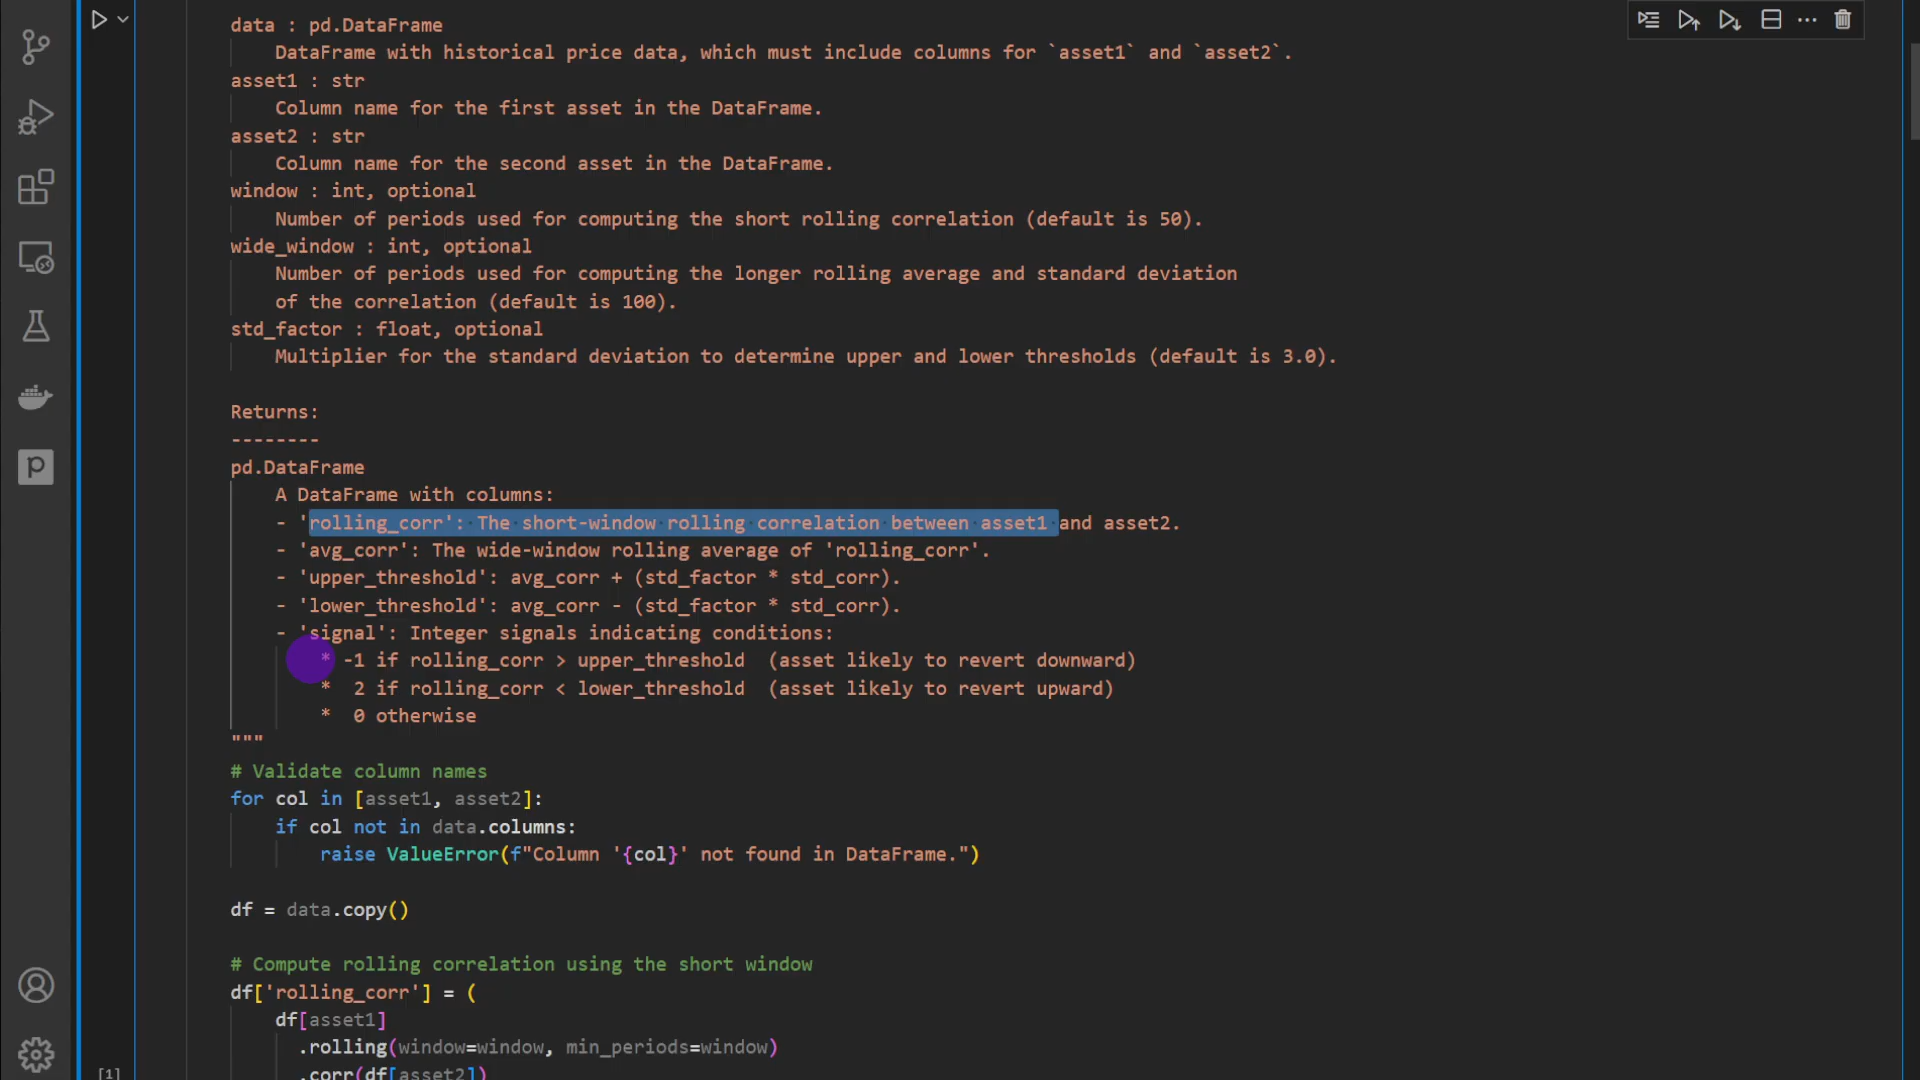 data : pd.DataFrame
DataFrame with historical price data, which must include columns for `asset1` and `asset2`.
asset1 : str
Column name for the first asset in the DataFrame.
asset2 : str
Column name for the second asset in the DataFrame.
window : int, optional
Number of periods used for computing the short rolling correlation (default is 50).
wide_window : int, optional
Number of periods used for computing the longer rolling average and standard deviation
of the correlation (default is 100).
std_factor : float, optional
Multiplier for the standard deviation to determine upper and lower thresholds (default is 3.0).
Returns:
--------
pd.DataFrame
A DataFrame with columns:
- 'rolling_corr': The short-window rolling correlation between asset1 and asset2.
- 'avg_corr': The wide-window rolling average of 'rolling_corr'.
- 'upper_threshold': avg_corr + (std_factor * std_corr).
- 'lower_threshold': avg_corr - (std_factor * std_corr).
- 'signal': Integer signals indicating conditions:
* -1 if rolling_corr > upper_threshold  (asset likely to revert downward)
*  2 if rolling_corr < lower_threshold  (asset likely to revert upward)
*  0 otherwise
"""
# Validate column names
for col in [asset1, asset2]:
if col not in data.columns:
raise ValueError(f"Column '{col}' not found in DataFrame.")
df = data.copy()
# Compute rolling correlation using the short window
df['rolling_corr'] = (
df[asset1]
.rolling(window=window, min_periods=window)
.corr(df[asset2])
[1]